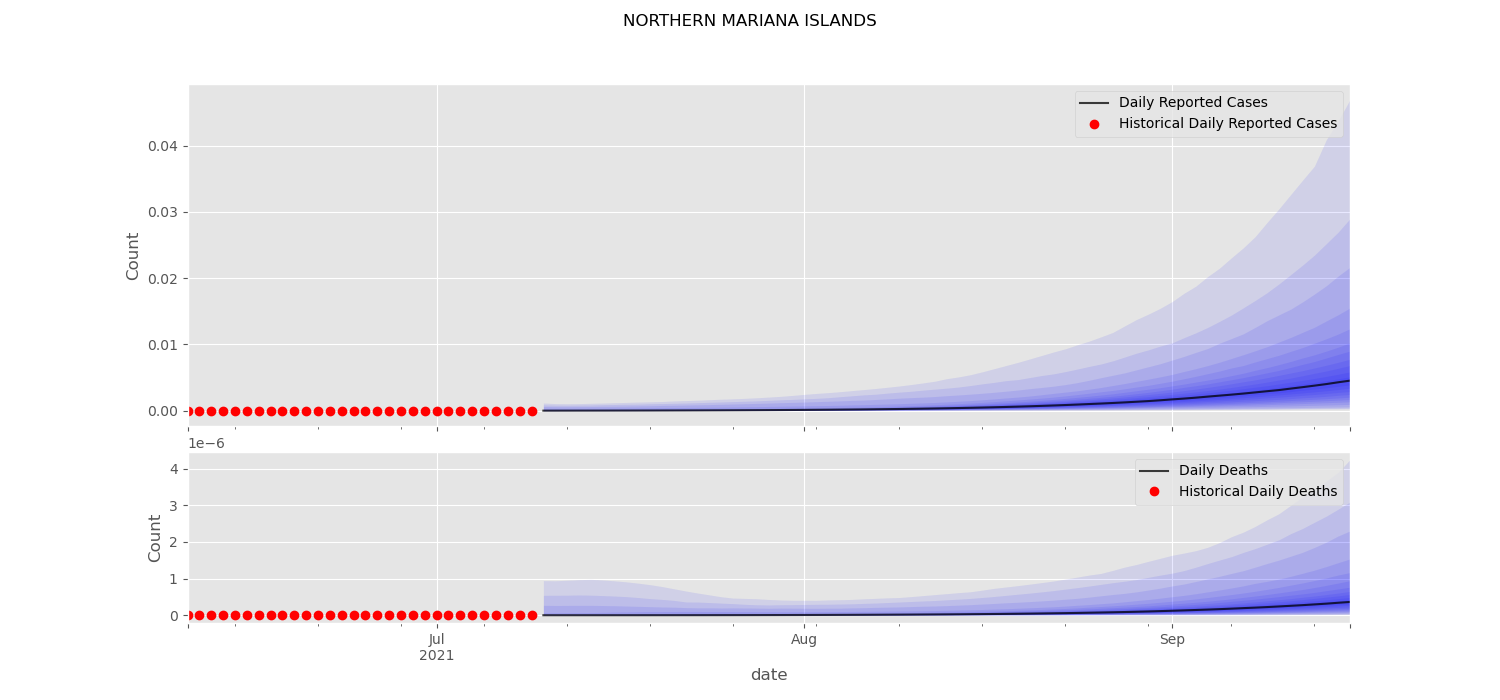 NORTHERN MARIANA ISLANDS
Daily Reported Cases
Historical Daily Reported Cases
0.04
0.03
0.02
0.01
0.00
Count
1e−6
Daily Deaths
Historical Daily Deaths
4
3
2
1
0
Count
Jul
2021
Aug
Sep
date